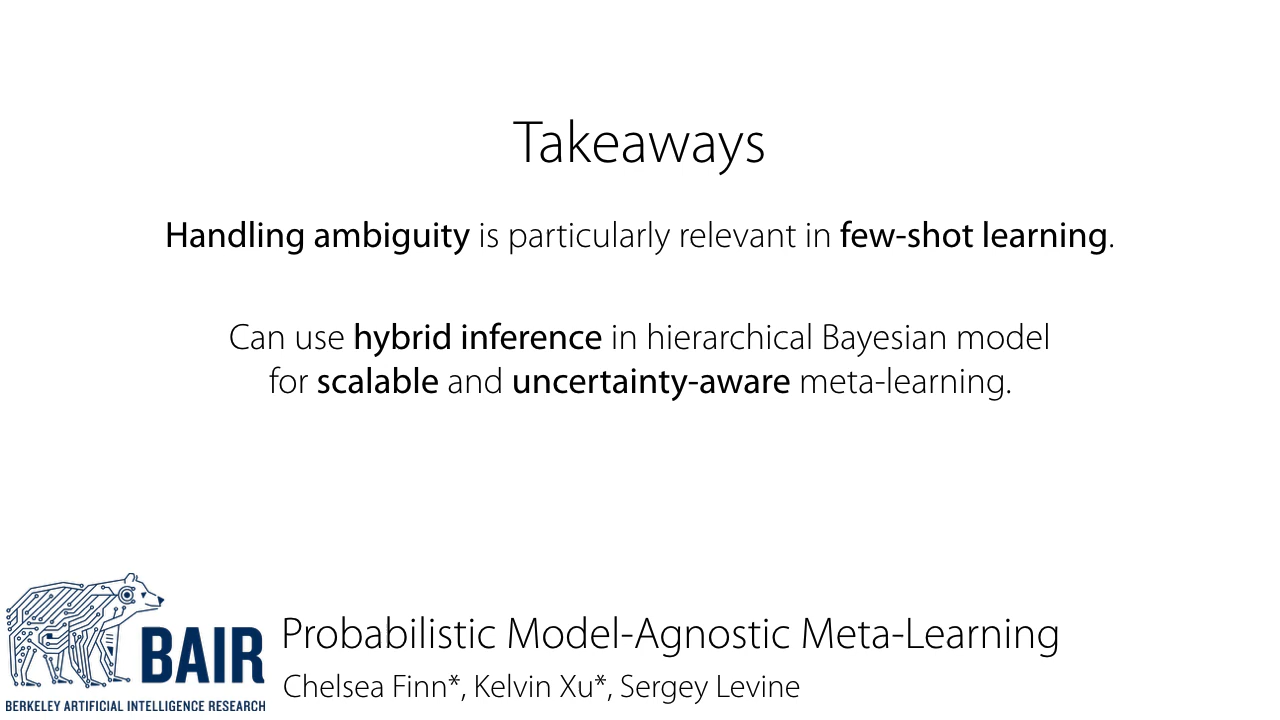 Takeaways
Handling ambiguity is particularly relevant in few-shot learning.
Can use hybrid inference in hierarchical Bayesian model
for scalable and uncertainty-aware meta-learning.
BAIR
BERKELEY ARTIFICIAL INTELLIGENCE RESEARCH
Probabilistic Model-Agnostic Meta-Learning
Chelsea Finn*, Kelvin Xu*, Sergey Levine